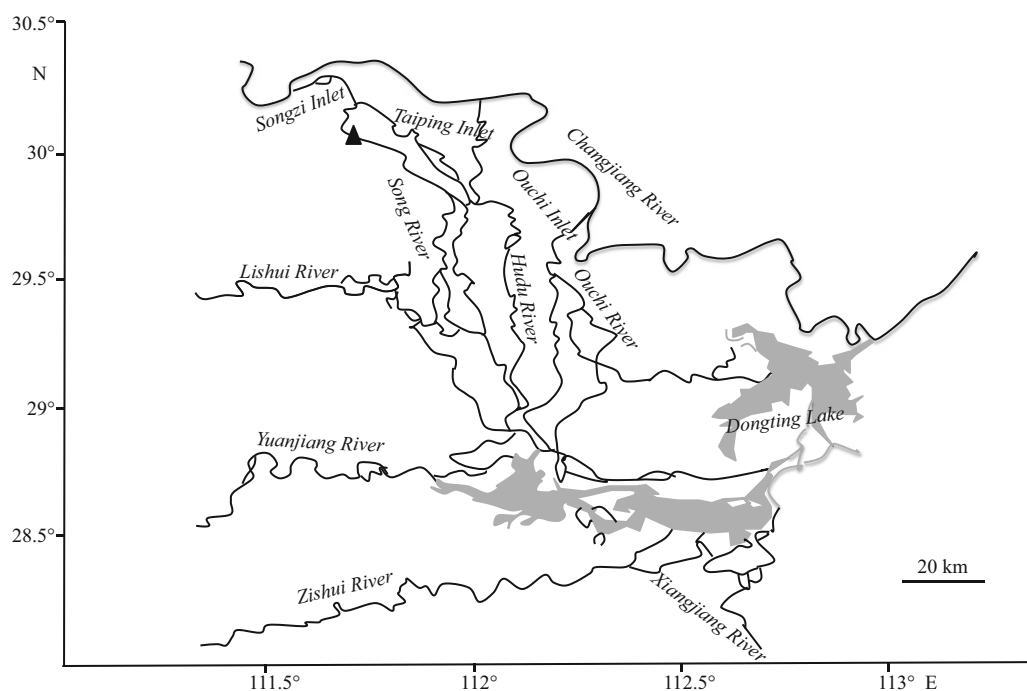 30.5°
N
Songzi Inlet
Taiping Inlet
Changjiang River
30°
Ouchi Inlet
Song River
Lishui River
29.5°
Hudu River
Ouchi River
29°
Dongting Lake
Yuanjiang River
28.5°
20 km
Zishui River
Xiangjiang River
111.5°
112°
112.5°
113° E